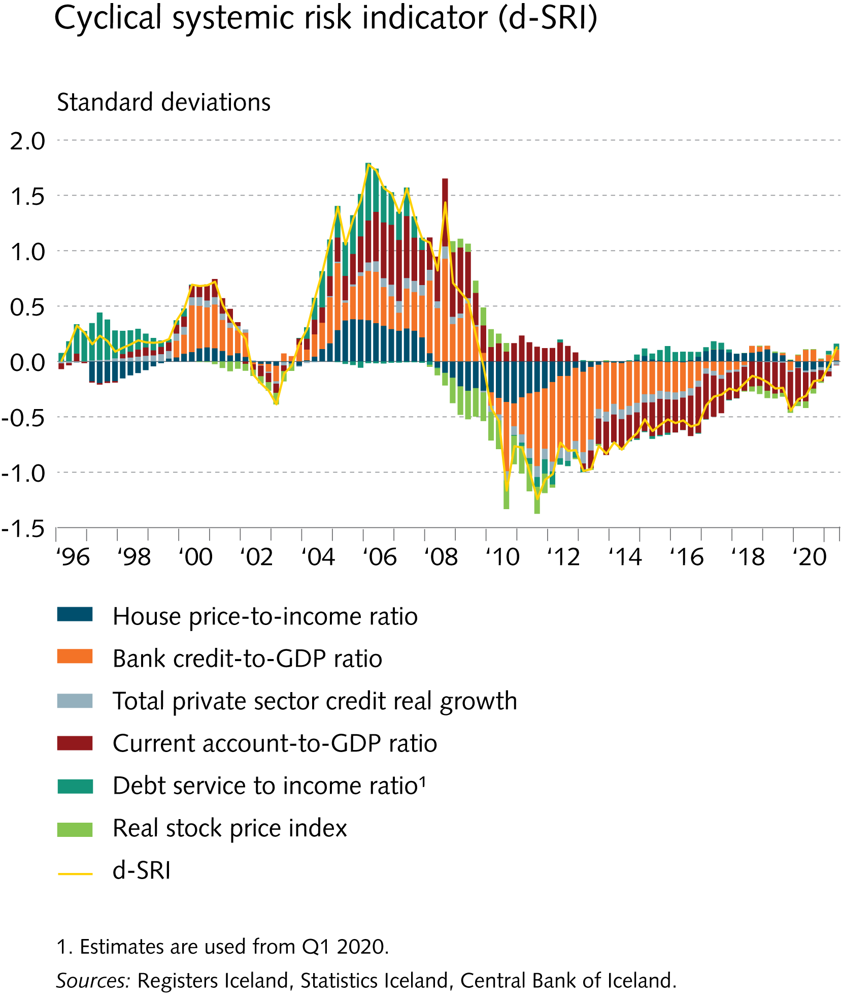 Cyclical systemic risk indicator (d-SRI)
Standard deviations
2.0
1.5
1.0
0.5
0.0
-0.5
-1.0
-1.5
‘96 ‘98 ‘00 ‘02 ‘04 ‘06 ‘08 ‘10 ‘12 ‘14 ‘16 ‘18 ‘20
House price-to-income ratio
Bank credit-to-GDP ratio
Total private sector credit real growth
Current account-to-GDP ratio
Debt service to income ratio¹
Real stock price index
d-SRI
1. Estimates are used from Q1 2020.
Sources: Registers Iceland, Statistics Iceland, Central Bank of Iceland.